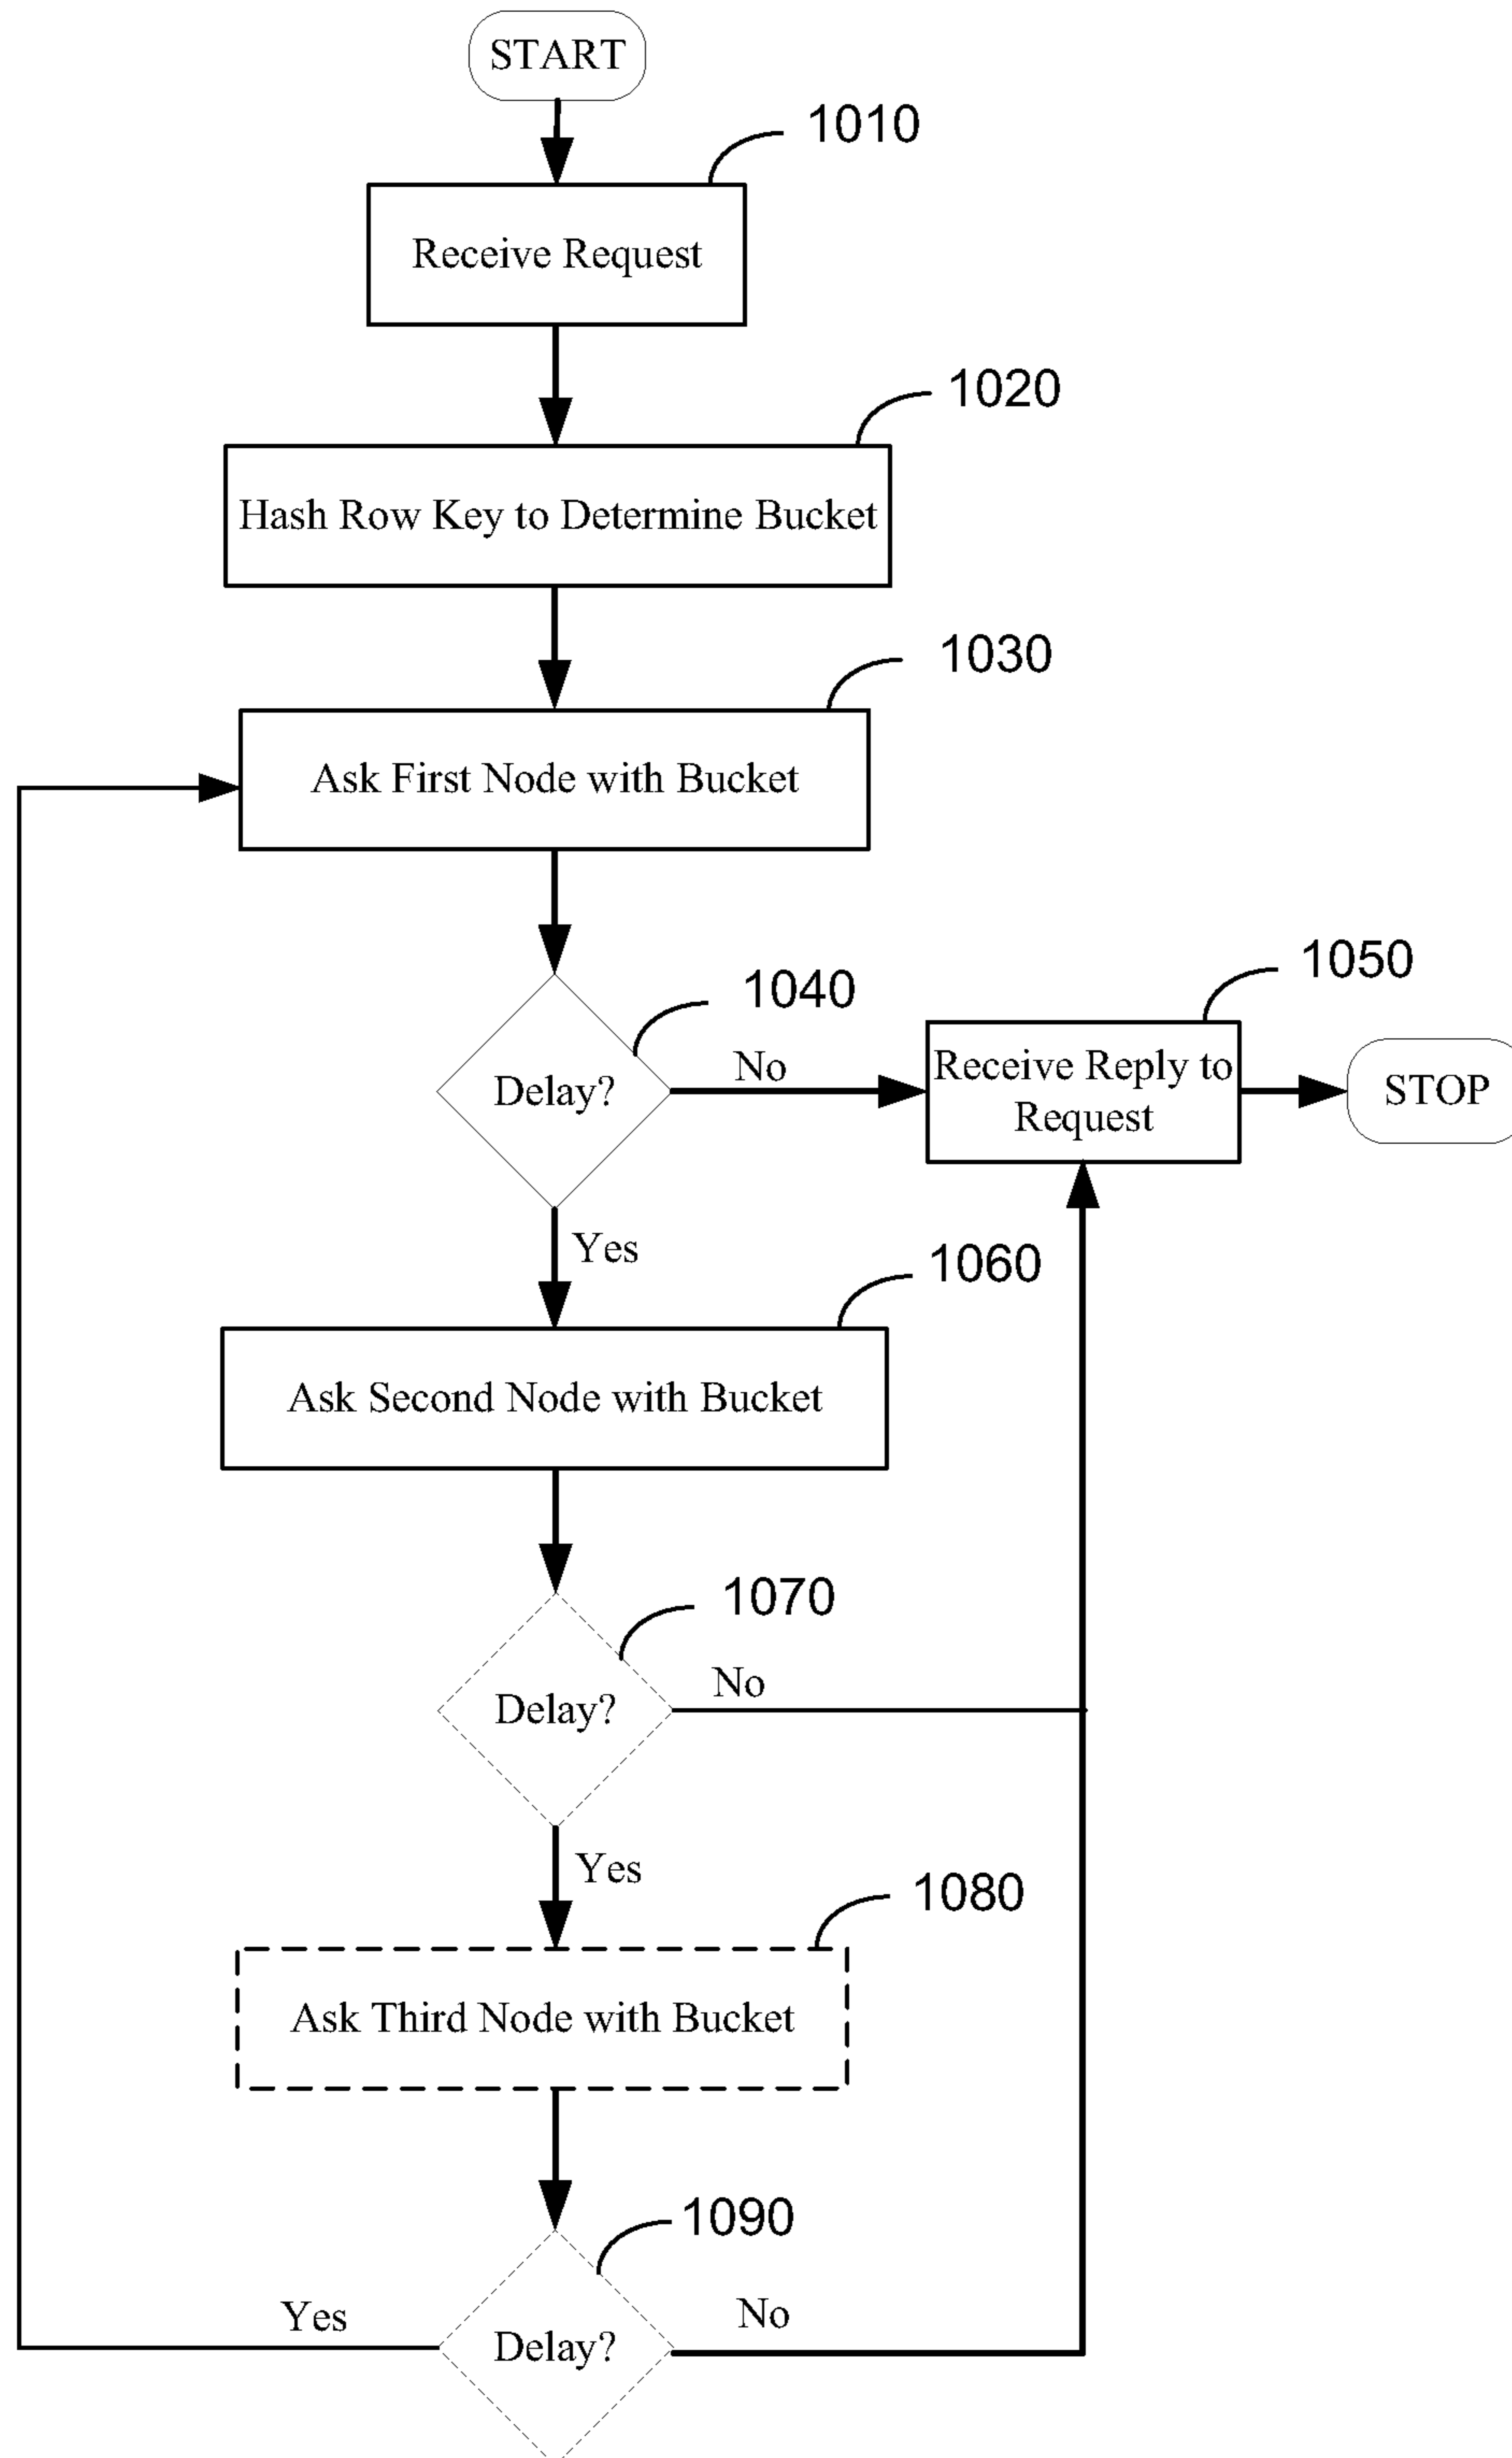 START
1010
Receive Request
1020
Hash Row Key to Determine Bucket
1030
Ask First Node with Bucket
1040
Delay?
No
1050
Receive Reply to
Request
STOP
Yes
1060
Ask Second Node with Bucket
1070
Delay?
No
Yes
1080
Ask Third Node with Bucket
1090
Yes
Delay?
No